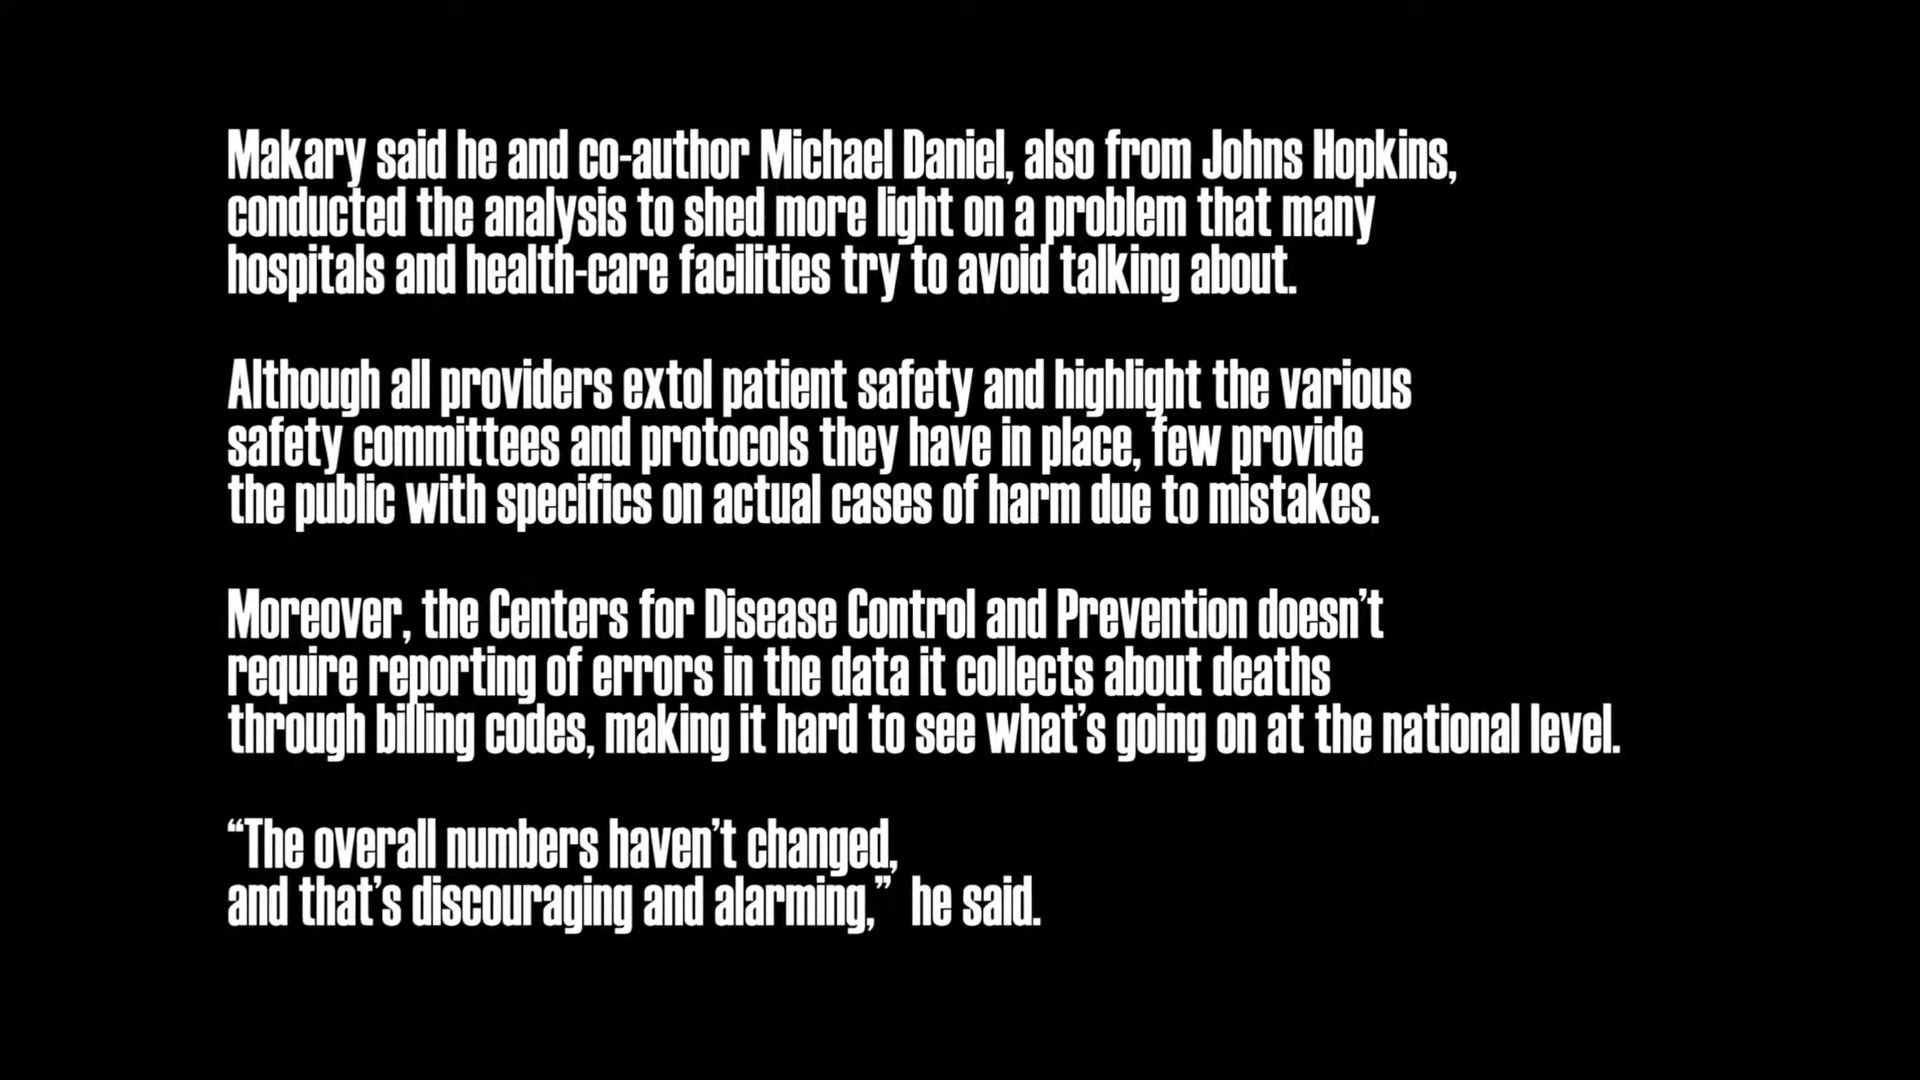 Makary said he and co-author Michael Daniel, also from Johns Hopkins,
conducted the analysis to shed more light on a problem that many
hospitals and health-care facilities try to avoid talking about.
Although all providers extol patient safety and highlight the various
safety committees and protocols they have in place, few provide
the public with specifics on actual cases of harm due to mistakes.
Moreover, the Centers for Disease Control and Prevention doesn’t
require reporting of errors in the data it collects about deaths
through billing codes, making it hard to see what’s going on at the national level.
“The overall numbers haven’t changed,
and that’s discouraging and alarming,” he said.